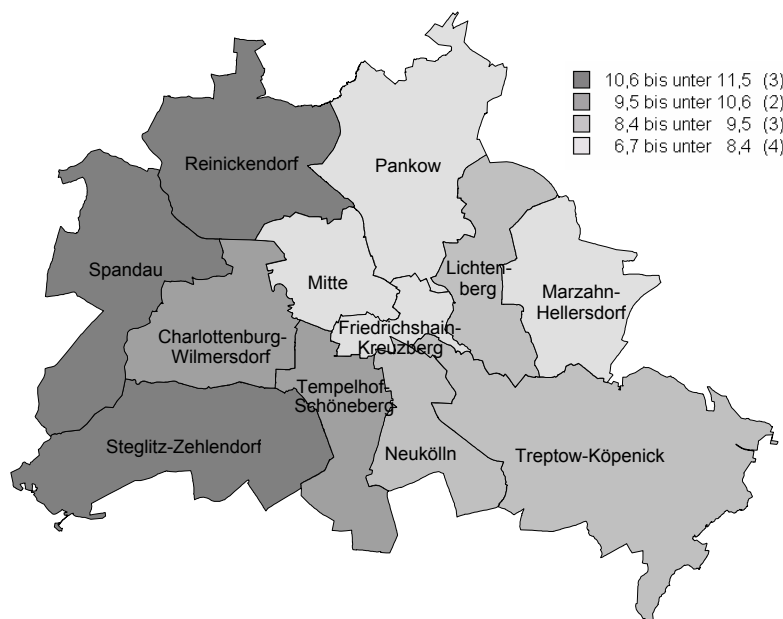 10,6 bis unter 11,5 (3)
9,5 bis unter 10,6 (2)
8,4 bis unter 9,5 (3)
6,7 bis unter 8,4 (4)
Reinickendorf
Pankow
Spandau
Mitte
Lichten-
berg
Marzahn-
Hellersdorf
Charlottenburg-
Wilmersdorf
Friedrichshain-
Kreuzberg
Tempelhof-
Schöneberg
Steglitz-Zehlendorf
Neukölln
Treptow-Köpenick